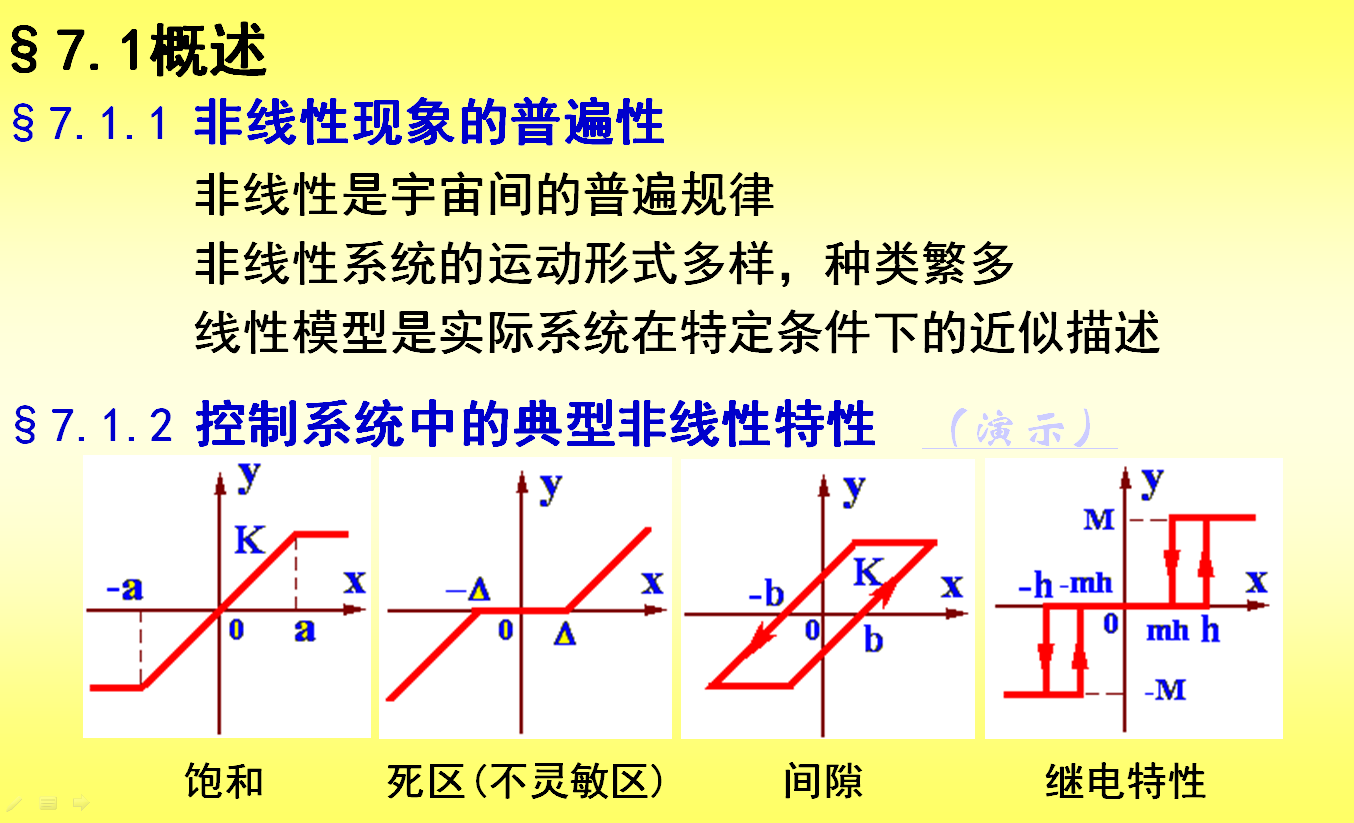 §7.1概述
§7.1.1 非线性现象的普遍性
非线性是宇宙间的普遍规律
非线性系统的运动形式多样，种类繁多
线性模型是实际系统在特定条件下的近似描述
§7.1.2 控制系统中的典型非线性特性 (演示)
y
K
-a
x
0
a
y
-Δ
x
0
Δ
y
K
-b
x
0
b
y
M
-h
-mh
x
0
mh
h
-M
饱和
死区(不灵敏区)
间隙
继电特性